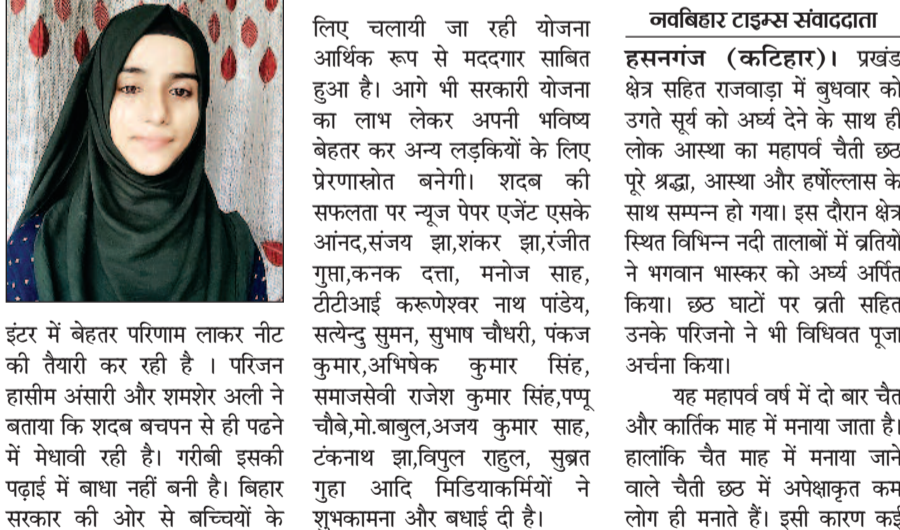 इंटर में बेहतर परिणाम लाकर नीट
की तैयारी कर रही है । परिजन
हासीम अंसारी और शमशेर अली ने
बताया कि शदब बचपन से ही पढने
में मेधावी रही है। गरीबी इसकी
पढ़ाई में बाधा नहीं बनी है। बिहार
सरकार की ओर से बच्चियों के
लिए चलायी जा रही योजना
आर्थिक रूप से मददगार साबित
हुआ है। आगे भी सरकारी योजना
का लाभ लेकर अपनी भविष्य
बेहतर कर अन्य लड़कियों के लिए
प्रेरणास्रोत बनेगी। शदब की
सफलता पर न्यूज पेपर एजेंट एसके
आंनद,संजय झा,शंकर झा,रंजीत
गुप्ता,कनक दत्ता, मनोज साह,
टीटीआई करूणेश्वर नाथ पांडेय,
सत्येन्दु सुमन, सुभाष चौधरी, पंकज
कुमार,अभिषेक कुमार सिंह,
समाजसेवी राजेश कुमार सिंह,पप्पू
चौबे,मो.बाबुल,अजय कुमार साह,
टंकनाथ झा,विपुल राहुल, सुब्रत
गुहा आदि मिडियाकर्मियों ने
शुभकामना और बधाई दी है।
नवबिहार टाइम्स संवाददाता
हसनगंज (कटिहार)। प्रखंड
क्षेत्र सहित राजवाड़ा में बुधवार को
उगते सूर्य को अर्घ्य देने के साथ ही
लोक आस्था का महापर्व चैती छठ
पूरे श्रद्धा, आस्था और हर्षोल्लास के
साथ सम्पन्न हो गया। इस दौरान क्षेत्र
स्थित विभिन्न नदी तालाबों में व्रतियों
ने भगवान भास्कर को अर्घ्य अर्पित
किया। छठ घाटों पर व्रती सहित
उनके परिजनो ने भी विधिवत पूजा
अर्चना किया।
यह महापर्व वर्ष में दो बार चैत
और कार्तिक माह में मनाया जाता है।
हालांकि चैत माह में मनाया जाने
वाले चैती छठ में अपेक्षाकृत कम
लोग ही मनाते हैं। इसी कारण कई